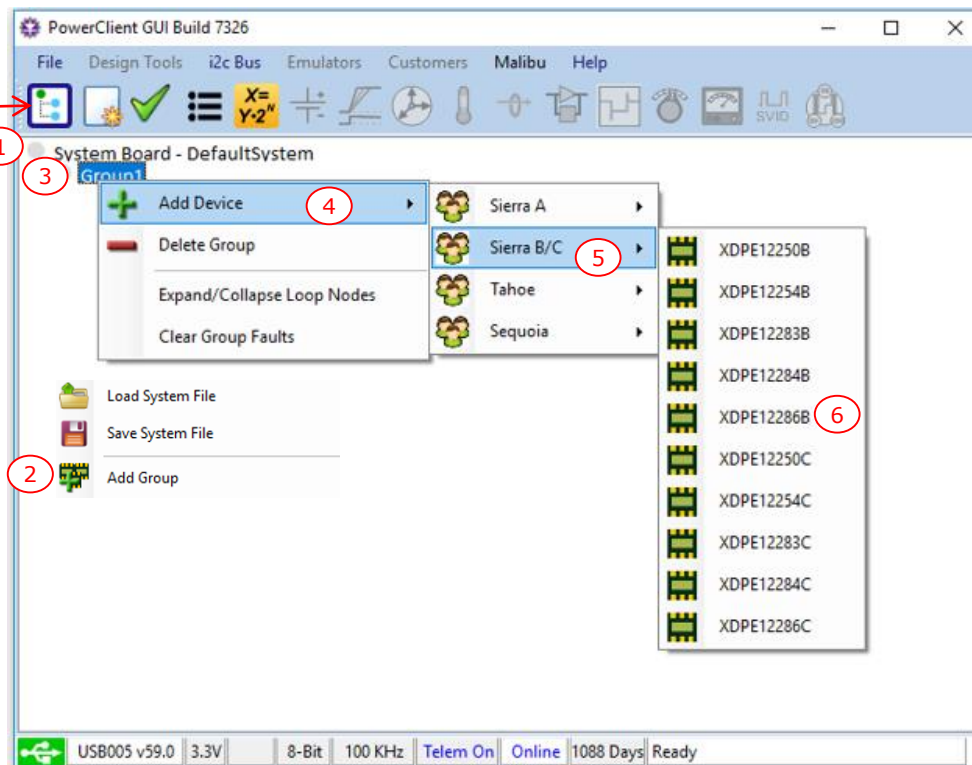 PowerClient GUI Build 7326
File Design Tools i2c Bus Emulators Customers Malibu Help
X=
Y·2ᴺ
SVID
1
System Board - DefaultSystem
3 Group1
Add Device 4
Delete Group
Expand/Collapse Loop Nodes
Clear Group Faults
Sierra A
Sierra B/C 5
Tahoe
Sequoia
XDPE12250B
XDPE12254B
XDPE12283B
XDPE12284B
XDPE12286B 6
XDPE12250C
XDPE12254C
XDPE12283C
XDPE12284C
XDPE12286C
Load System File
Save System File
2 Add Group
USB005 v59.0 3.3V 8-Bit 100 KHz Telem On Online 1088 Days Ready